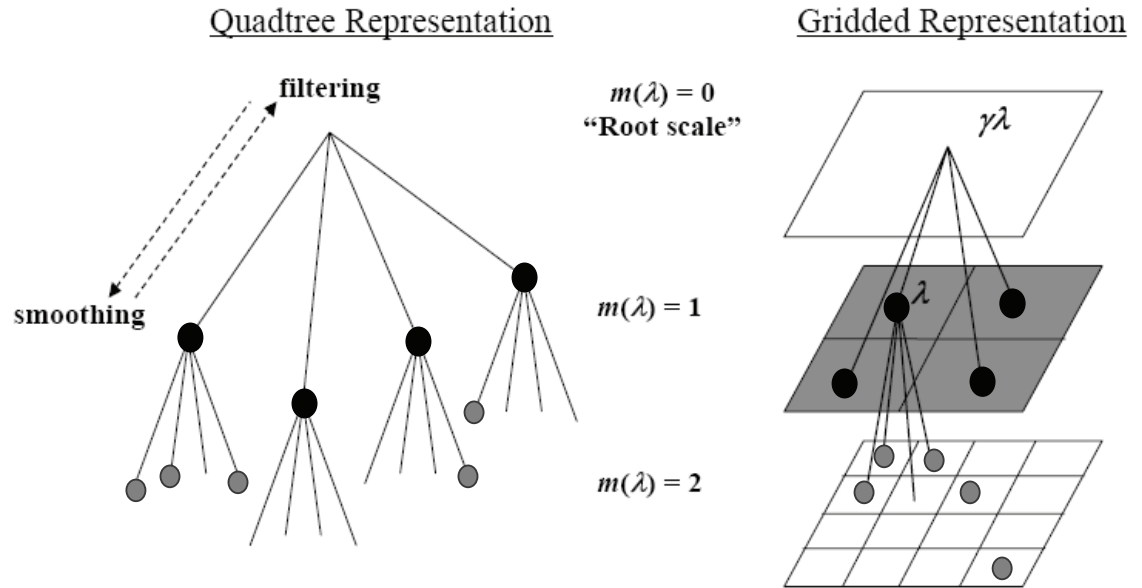 Quadtree Representation
Gridded Representation
filtering
m(λ) = 0
“Root scale”
γλ
smoothing
m(λ) = 1
λ
m(λ) = 2